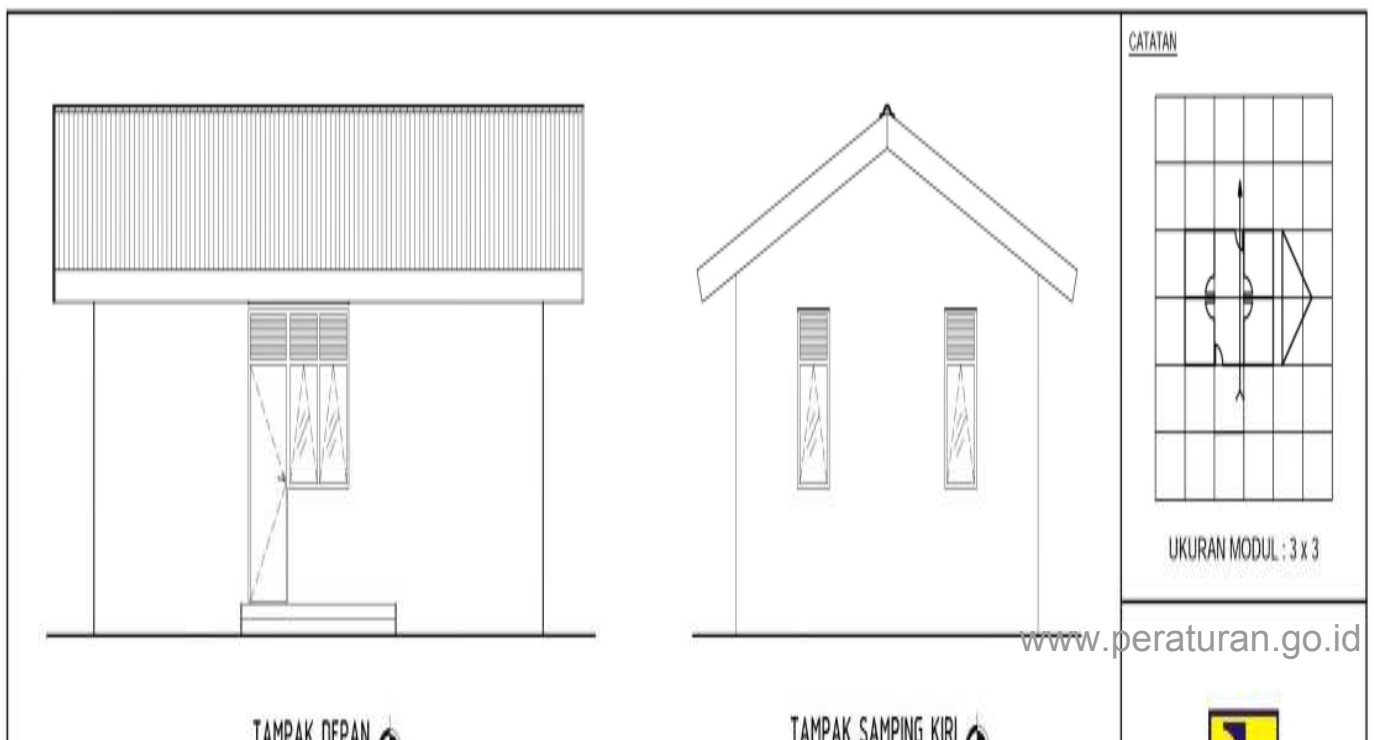 CATATAN
UKURAN MODUL : 3 x 3
www.peraturan.go.id
TAMPAK DEPAN
TAMPAK SAMPING KIRI